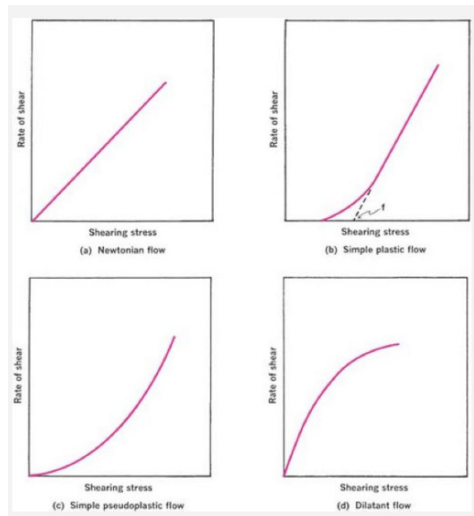 Rate of shear
Shearing stress
(a) Newtonian flow
Rate of shear
f
Shearing stress
(b) Simple plastic flow
Rate of shear
Shearing stress
(c) Simple pseudoplastic flow
Rate of shear
Shearing stress
(d) Dilatant flow